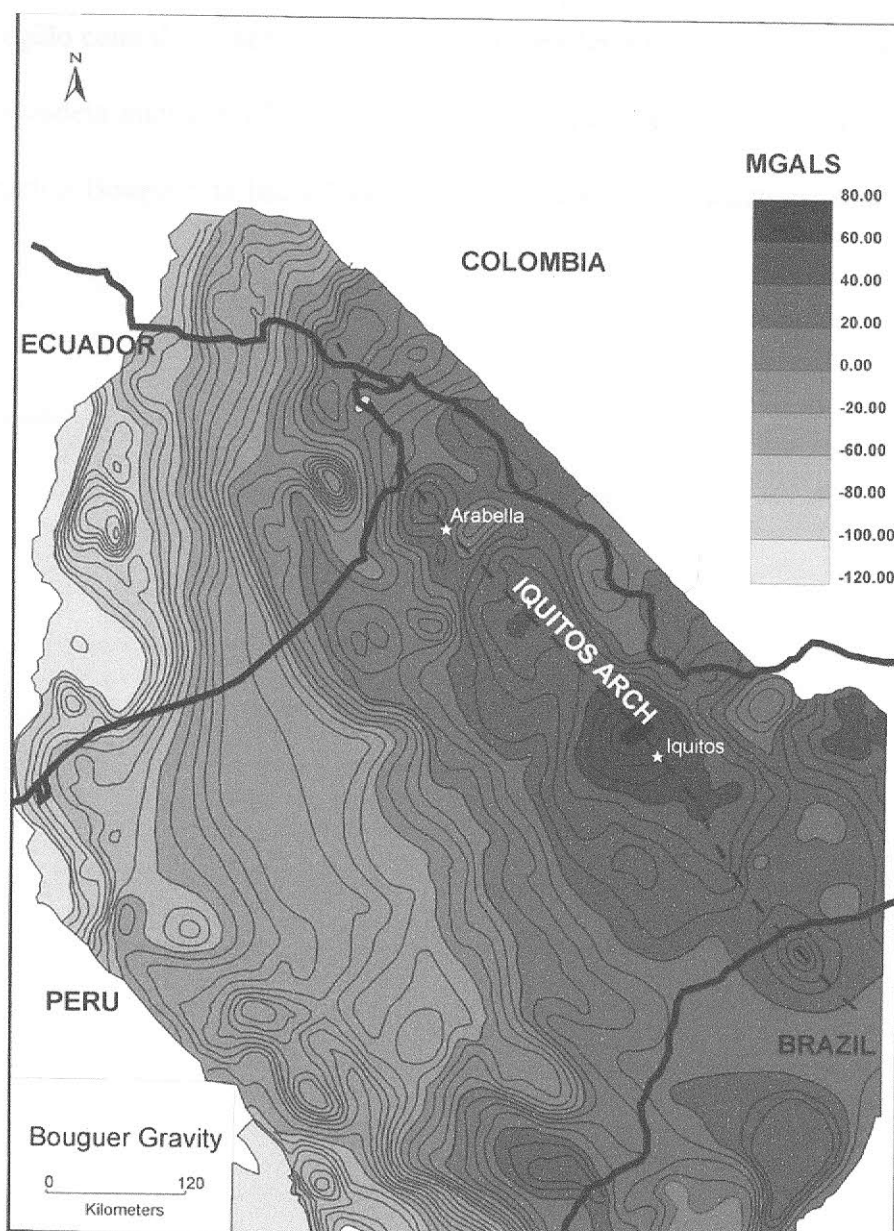 N
MGALS
80.00
60.00
40.00
20.00
0.00
-20.00
-60.00
-80.00
-100.00
-120.00
COLOMBIA
ECUADOR
Arabella
IQUITOS ARCH
Iquitos
PERU
BRAZIL
Bouguer Gravity
0 120
Kilometers